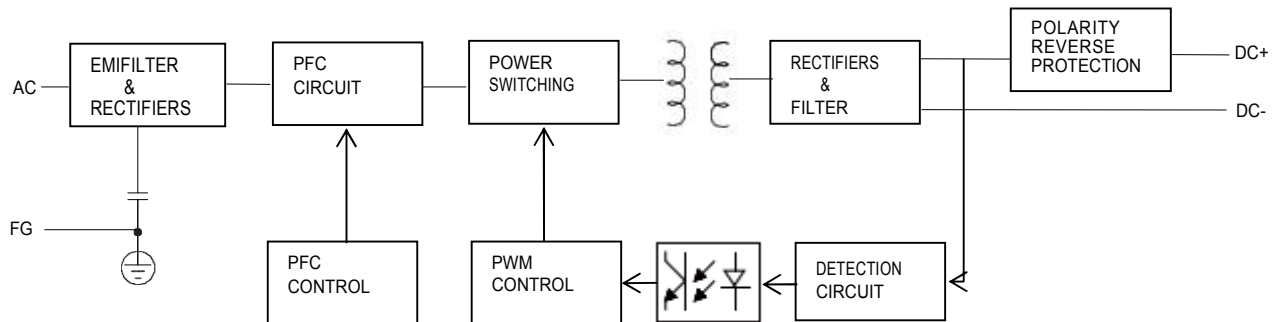 AC
EMIFILTER
&
RECTIFIERS
PFC
CIRCUIT
POWER
SWITCHING
RECTIFIERS
&
FILTER
POLARITY
REVERSE
PROTECTION
DC+
DC-
FG
PFC
CONTROL
PWM
CONTROL
DETECTION
CIRCUIT